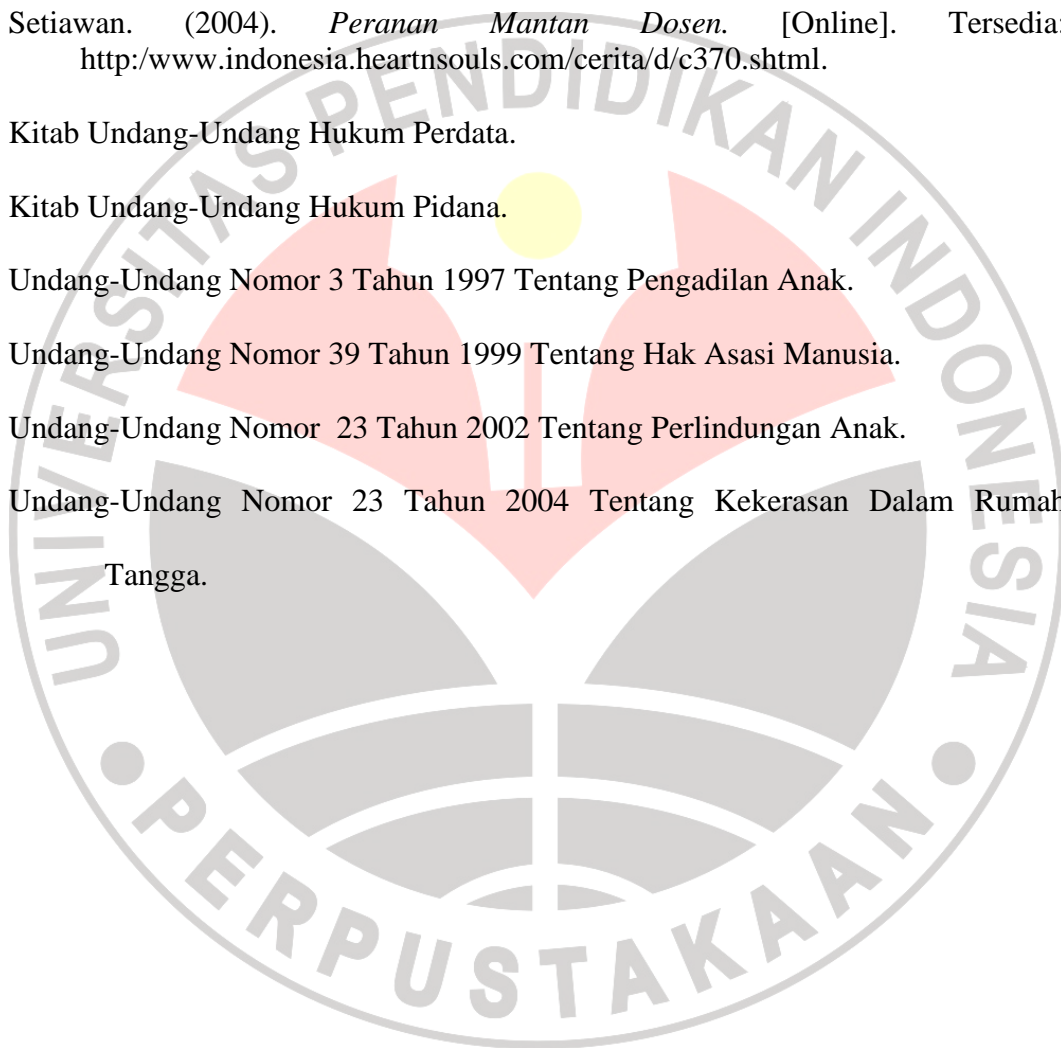 Setiawan. (2004). Peranan Mantan Dosen. [Online]. Tersedia:
http:/www.indonesia.heartnsouls.com/cerita/d/c370.shtml.
Kitab Undang-Undang Hukum Perdata.
Kitab Undang-Undang Hukum Pidana.
Undang-Undang Nomor 3 Tahun 1997 Tentang Pengadilan Anak.
Undang-Undang Nomor 39 Tahun 1999 Tentang Hak Asasi Manusia.
Undang-Undang Nomor  23 Tahun 2002 Tentang Perlindungan Anak.
Undang-Undang Nomor 23 Tahun 2004 Tentang Kekerasan Dalam Rumah
Tangga.
UNIVERSITAS PENDIDIKAN INDONESIA
PERPUSTAKAAN